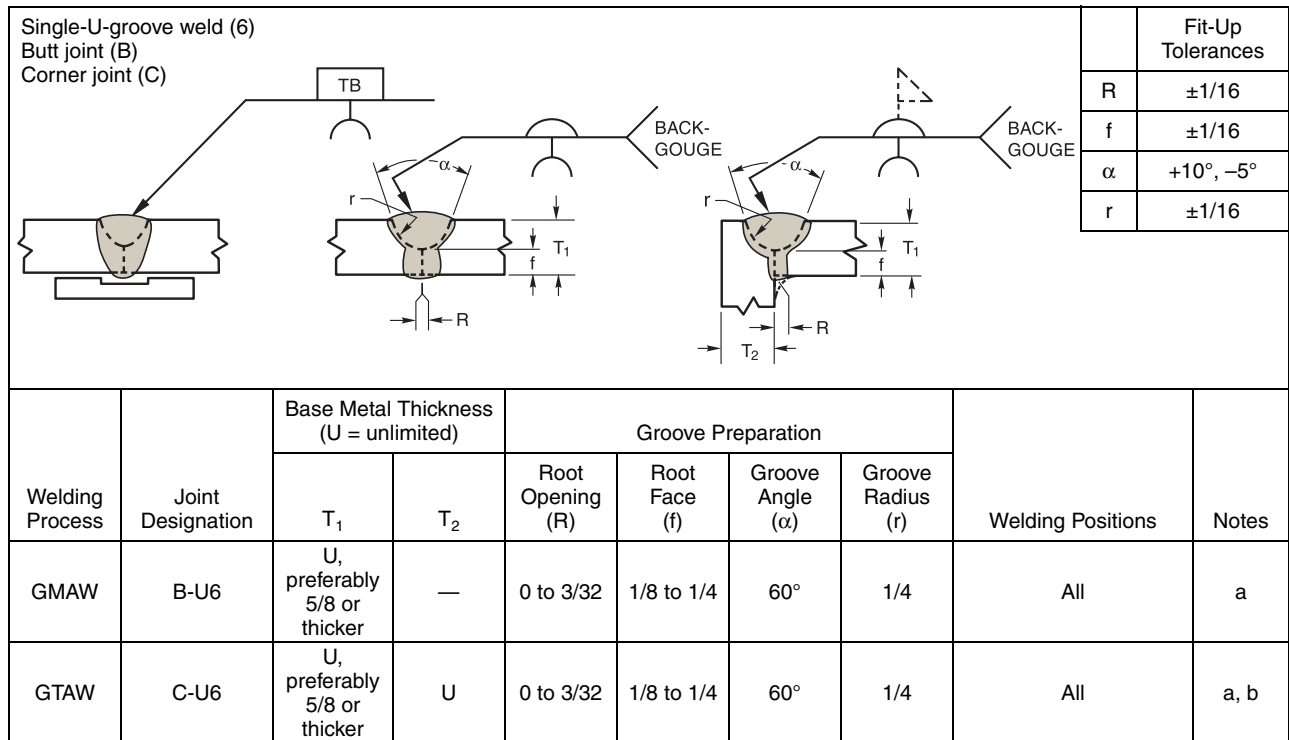 Single-U-groove weld (6)
Butt joint (B)
Corner joint (C)
TB
BACK-
GOUGE
α
r
T1
f
R
BACK-
GOUGE
α
r
T1
f
R
T2
Fit-Up
Tolerances
R ±1/16
f ±1/16
α +10°, –5°
r ±1/16
Welding
Process
Joint
Designation
Base Metal Thickness
(U = unlimited)
T1
T2
Groove Preparation
Root
Opening
(R)
Root
Face
(f)
Groove
Angle
(α)
Groove
Radius
(r)
Welding Positions
Notes
GMAW
B-U6
U,
preferably
5/8 or
thicker
—
0 to 3/32
1/8 to 1/4
60°
1/4
All
a
GTAW
C-U6
U,
preferably
5/8 or
thicker
U
0 to 3/32
1/8 to 1/4
60°
1/4
All
a, b